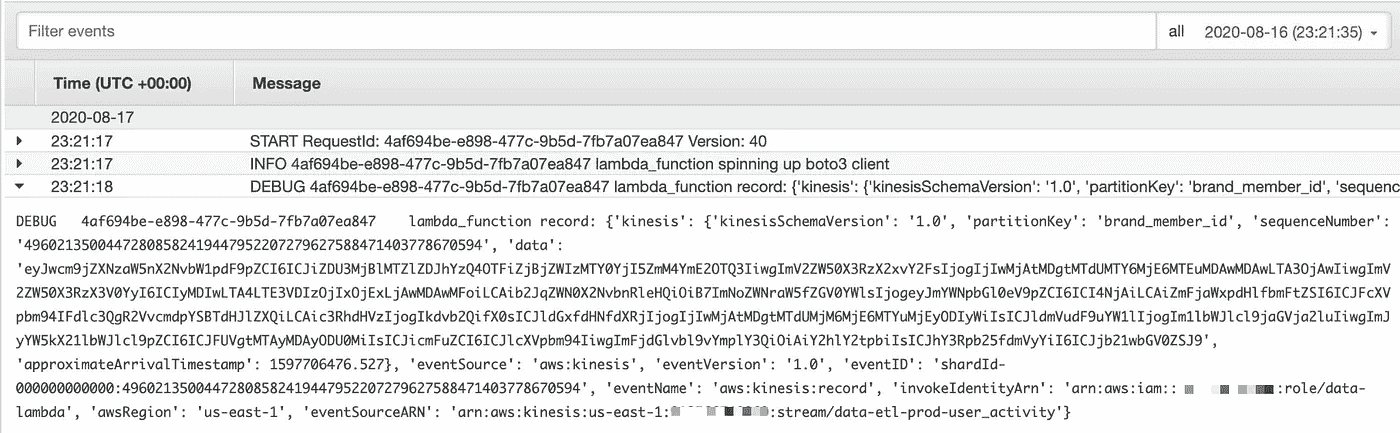 Filter events
all 2020-08-16 (23:21:35)
Time (UTC +00:00) Message
2020-08-17
23:21:17 START RequestId: 4af694be-e898-477c-9b5d-7fb7a07ea847 Version: 40
23:21:17 INFO 4af694be-e898-477c-9b5d-7fb7a07ea847 lambda_function spinning up boto3 client
23:21:18 DEBUG 4af694be-e898-477c-9b5d-7fb7a07ea847 lambda_function record: {'kinesis': {'kinesisSchemaVersion': '1.0', 'partitionKey': 'brand_member_id', 'sequenc
DEBUG 4af694be-e898-477c-9b5d-7fb7a07ea847 lambda_function record: {'kinesis': {'kinesisSchemaVersion': '1.0', 'partitionKey': 'brand_member_id', 'sequenceNumber':
'49602135004472808582419447952207279627588471403778670594', 'data':
'eyJwcm9jZXNzaW5nX2NvbW1pdF9pZCI6ICJiZDU3MjBlMTZlZDJhYzQ4OTFiZjBjZWIzMTY0YjI5ZmM4YmE2OTQ3IiwgImV2ZW50X3RzX2xvY2FsIjogIjIwMjAtMDgtMTdUMTY6MjE6MTEuMDAwMDAwLTA3OjAwIiwgImV
2ZW50X3RzX3V0YyI6ICIyMDIwLTA4LTE3VDIzOjIxOjExLjAwMDAwMFoiLCAib2JqZWN0X2NvbnRleHQiOiB7ImNoZWNraW5fZGV0YWlsIjogeyJmYWNpbGl0eV9pZCI6ICI4NjAiLCAiZmFjaWxpdHlfbmFtZSI6ICJFcXV
pbm94IFdlc3QgR2VvcmdpYSBTdHJlZXQiLCAic3RhdHVzIjogIkdvb2QifX0sICJldGxfdHNfdXRjIjogIjIwMjAtMDgtMTdUMjM6MjE6MTYuMjEyODIyWiIsICJldmVudF9uYW1lIjogIm1lbWJlcl9jaGVja2luIiwgImJ
yYW5kX21lbWJlcl9pZCI6ICJFUVgtMTAyMDAyODU0MiIsICJicmFuZCI6ICJlcXVpbm94IiwgImFjdGlvbl9vYmplY3QiOiAiY2hlY2tpbiIsICJhY3Rpb25fdmVyYiI6ICJjb21wbGV0ZSJ9',
'approximateArrivalTimestamp': 1597706476.527}, 'eventSource': 'aws:kinesis', 'eventVersion': '1.0', 'eventID': 'shardId-
000000000000:49602135004472808582419447952207279627588471403778670594', 'eventName': 'aws:kinesis:record', 'invokeIdentityArn': 'arn:aws:iam:: :role/data-
lambda', 'awsRegion': 'us-east-1', 'eventSourceARN': 'arn:aws:kinesis:us-east-1: :stream/data-etl-prod-user_activity'}